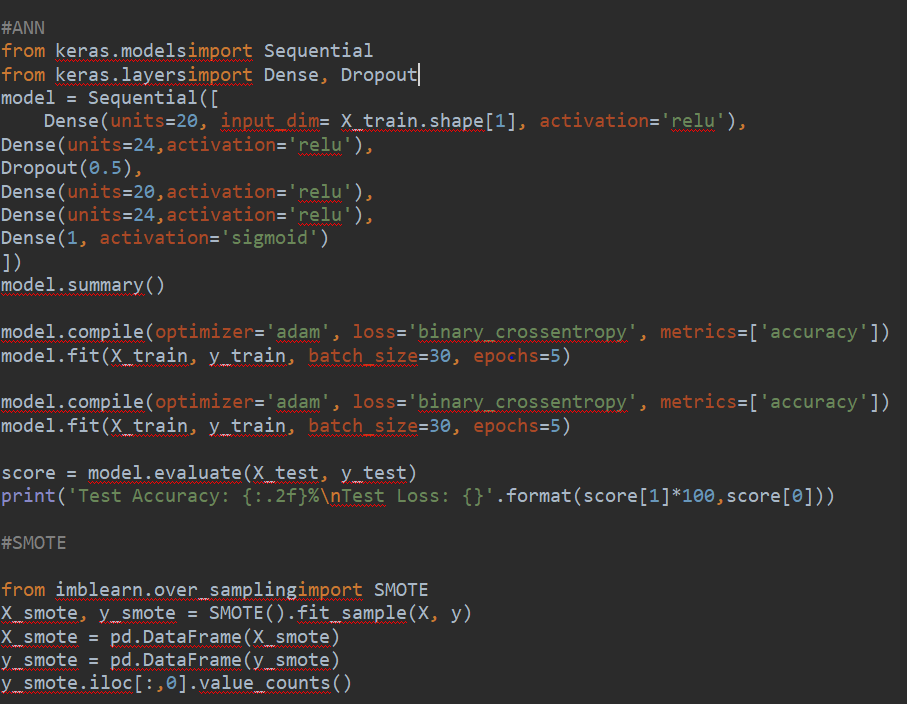 #ANN
from keras.modelsimport Sequential
from keras.layersimport Dense, Dropout
model = Sequential([
    Dense(units=20, input_dim= X_train.shape[1], activation='relu'),
Dense(units=24,activation='relu'),
Dropout(0.5),
Dense(units=20,activation='relu'),
Dense(units=24,activation='relu'),
Dense(1, activation='sigmoid')
])
model.summary()

model.compile(optimizer='adam', loss='binary_crossentropy', metrics=['accuracy'])
model.fit(X_train, y_train, batch_size=30, epochs=5)

model.compile(optimizer='adam', loss='binary_crossentropy', metrics=['accuracy'])
model.fit(X_train, y_train, batch_size=30, epochs=5)

score = model.evaluate(X_test, y_test)
print('Test Accuracy: {:.2f}%\nTest Loss: {}'.format(score[1]*100,score[0]))

#SMOTE

from imblearn.over_samplingimport SMOTE
X_smote, y_smote = SMOTE().fit_sample(X, y)
X_smote = pd.DataFrame(X_smote)
y_smote = pd.DataFrame(y_smote)
y_smote.iloc[:,0].value_counts()